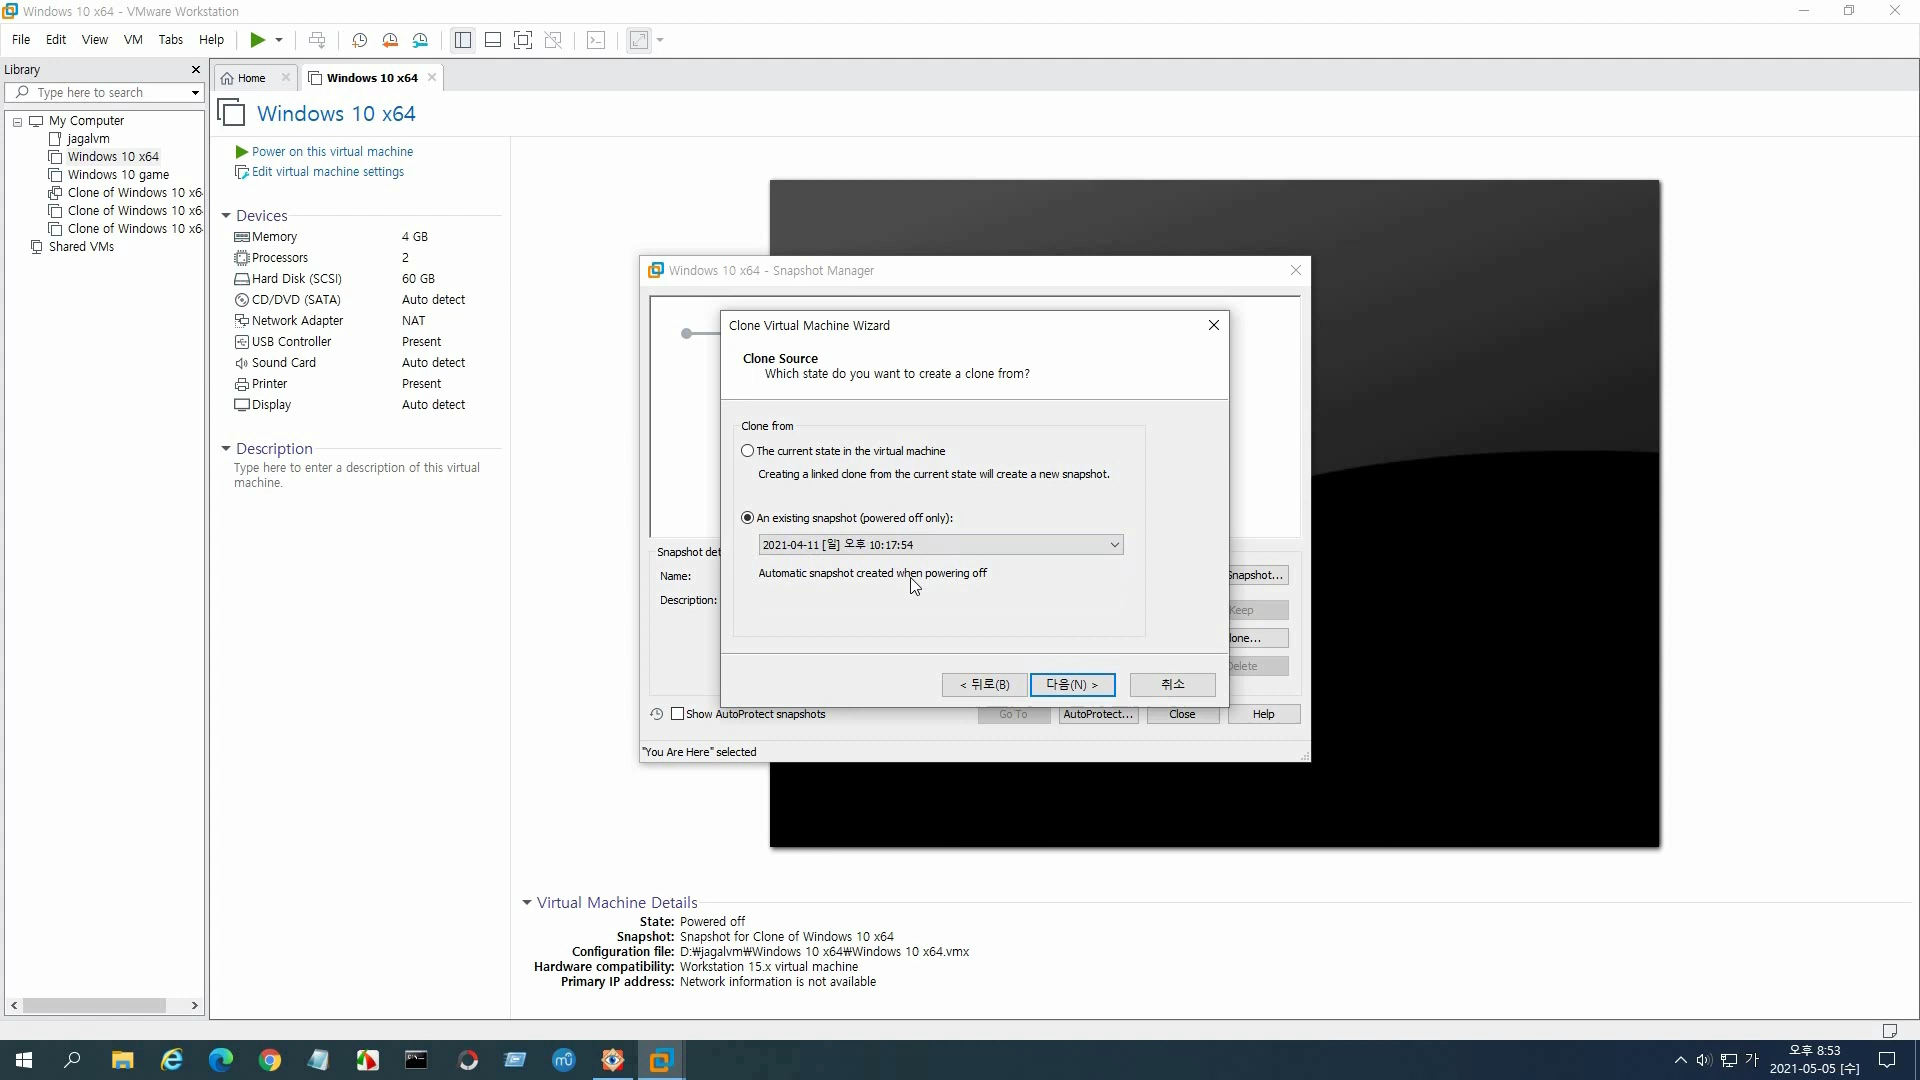 Windows 10 x64 - VMware Workstation
File Edit View VM Tabs Help
Library
Type here to search
My Computer
jagalvm
Windows 10 x64
Windows 10 game
Clone of Windows 10 x6
Clone of Windows 10 x6
Clone of Windows 10 x6
Shared VMs
Home
Windows 10 x64
Windows 10 x64
Power on this virtual machine
Edit virtual machine settings
Devices
Memory 4 GB
Processors 2
Hard Disk (SCSI) 60 GB
CD/DVD (SATA) Auto detect
Network Adapter NAT
USB Controller Present
Sound Card Auto detect
Printer Present
Display Auto detect
Description
Type here to enter a description of this virtual
machine.
Windows 10 x64 - Snapshot Manager
Clone Virtual Machine Wizard
Clone Source
Which state do you want to create a clone from?
Clone from
The current state in the virtual machine
Creating a linked clone from the current state will create a new snapshot.
An existing snapshot (powered off only):
2021-04-11 [일] 오후 10:17:54
Automatic snapshot created when powering off
< 뒤로(B) 다음(N) > 취소
Snapshot det
Name:
Description:
Snapshot...
Keep
lone...
Delete
Show AutoProtect snapshots
Go To AutoProtect... Close Help
"You Are Here" selected
Virtual Machine Details
State: Powered off
Snapshot: Snapshot for Clone of Windows 10 x64
Configuration file: D:₩jagalvm₩Windows 10 x64₩Windows 10 x64.vmx
Hardware compatibility: Workstation 15.x virtual machine
Primary IP address: Network information is not available
가
오후 8:53
2021-05-05 [수]